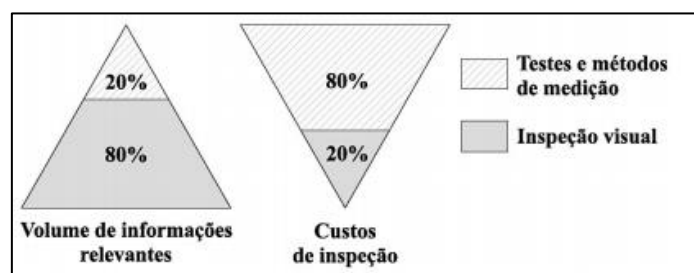 20%
80%
Volume de informações
relevantes
80%
20%
Custos
de inspeção
Testes e métodos
de medição
Inspeção visual